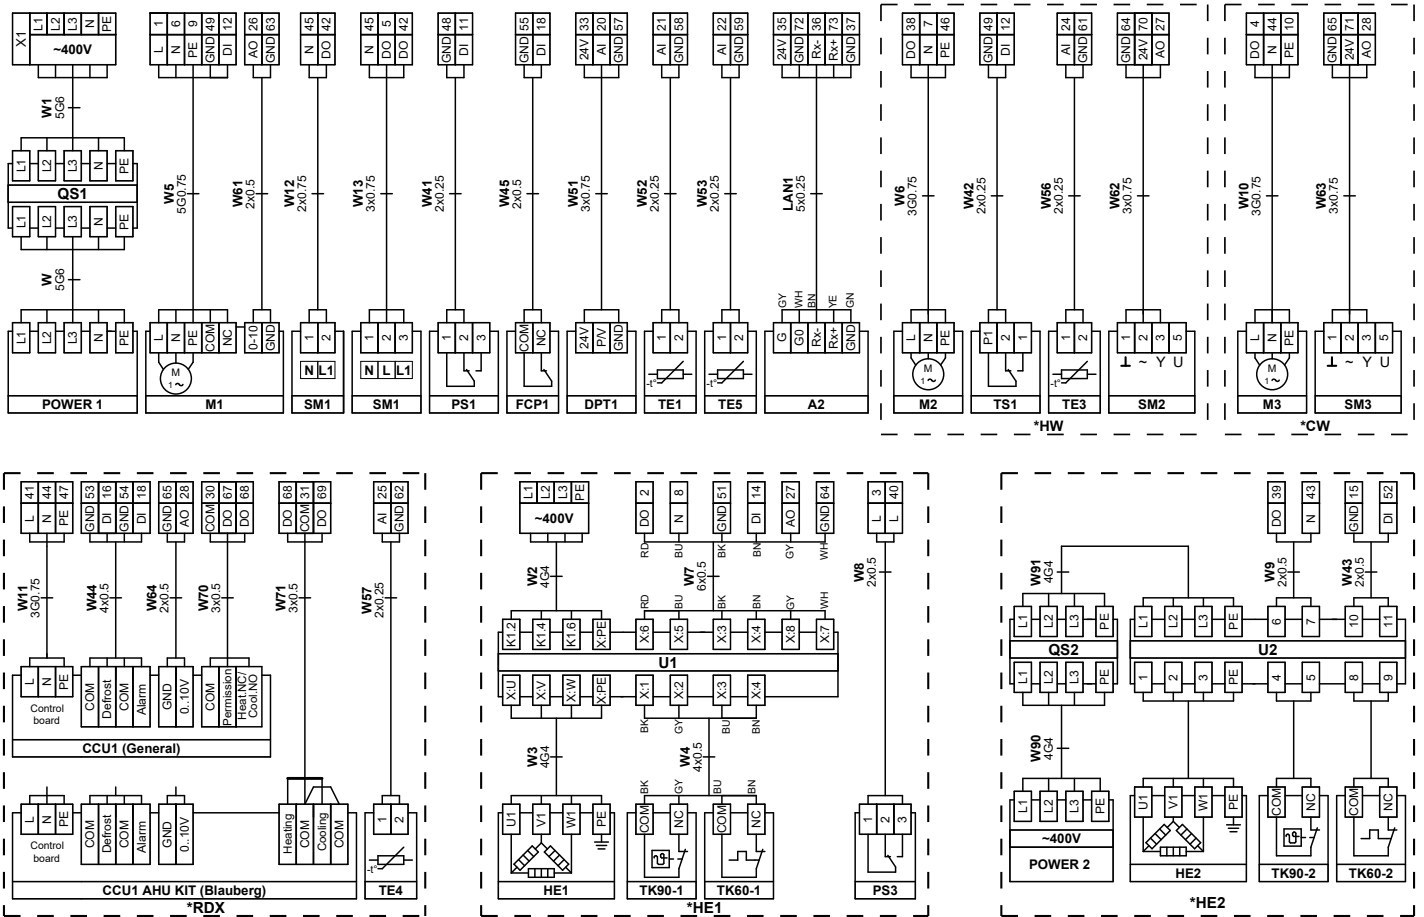 X1 L1 L2 L3 N PE
~400V
W1 5G6
L1 L2 L3 N PE
QS1
L1 L2 L3 N PE
W 5G6
L1 L2 L3 N PE
POWER 1
1 6 9 49 12
L N PE GND DI
W5 5G0.75
L N PE COM NC
M 1~
26 63
AO GND
W61 2x0.5
0-10 GND
M1
45 42
N DO
W12 2x0.75
1 2
N L1
SM1
45 5 42
N DO DO
W13 3x0.75
1 2 3
N L L1
SM1
48 11
GND DI
W41 2x0.25
1 2 3
PS1
55 18
GND DI
W45 2x0.5
COM NC
FCP1
33 20 57
24V AI GND
W51 3x0.75
24V P/V GND
DPT1
21 58
AI GND
W52 2x0.25
1 2
-t°
TE1
22 59
AI GND
W53 2x0.25
1 2
-t°
TE5
35 72 36 73 37
24V GND Rx- Rx+ GND
LAN1 5x0.25
GY WH BN YE GN
G G0 Rx- Rx+ GND
A2
38 7 46
DO N PE
W6 3G0.75
L N PE
M 1~
M2
49 12
GND DI
W42 2x0.25
P1 1 2
TS1
24 61
AI GND
W56 2x0.25
1 2
-t°
TE3
64 70 27
GND 24V AO
W62 3x0.75
1 2 3 5
⊥ ~ Y U
SM2
*HW
4 44 10
DO N PE
W10 3G0.75
L N PE
M 1~
M3
65 71 28
GND 24V AO
W63 3x0.75
1 2 3 5
⊥ ~ Y U
SM3
*CW
41 44 47
L N PE
W11 3G0.75
L N PE
Control board
53 16 54 18
GND DI GND DI
W44 4x0.5
COM Defrost COM Alarm
65 28
GND AO
W64 2x0.5
GND 0..10V
30 67 68
COM DO DO
W70 3x0.5
COM Permission Heat.NC/ Cool.NO
CCU1 (General)
68 31 69
DO COM DO
W71 3x0.5
25 62
AI GND
W57 2x0.25
L N PE
Control board
COM Defrost COM Alarm
GND 0..10V
Heating COM Cooling COM
CCU1 AHU KIT (Blauberg)
1 2
-t°
TE4
*RDX
L1 L2 L3 PE
~400V
W2 4G4
2 8 51 14 27 64
DO N GND DI AO GND
RD BU BK BN GY WH
W7 6x0.5
RD BU BK BN GY WH
K1.2 K1.4 K1.6 X:PE X:6 X:5 X:3 X:4 X:8 X:7
U1
X:U X:V X:W X:PE X:1 X:2 X:3 X:4
BK GY BU BN
W3 4G4
W4 4x0.5
BK GY BU BN
U1 V1 W1 PE
HE1
COM NC
TK90-1
COM NC
TK60-1
3 40
L L
W8 2x0.5
1 2 3
PS3
*HE1
W91 4G4
L1 L2 L3 PE
QS2
L1 L2 L3 PE
W90 4G4
L1 L2 L3 PE
~400V
POWER 2
39 43
DO N
W9 2x0.5
15 52
GND DI
W43 2x0.5
L1 L2 L3 PE 6 7 10 11
U2
1 2 3 PE 4 5 8 9
U1 V1 W1 PE
HE2
COM NC
TK90-2
COM NC
TK60-2
*HE2